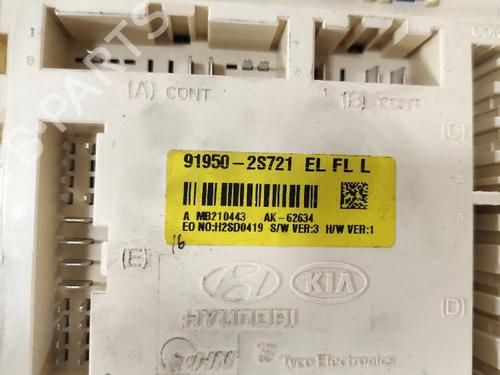 (A) CONT
(B) CONT
(C)
91950-2S721 EL FL L
A MB210443 AK-62634
EO NO:H2SD0419 S/W VER:3 H/W VER:1
16
(E)
KIA
(D)
HYUNDAI
Tyco Electronics
B-PARTS